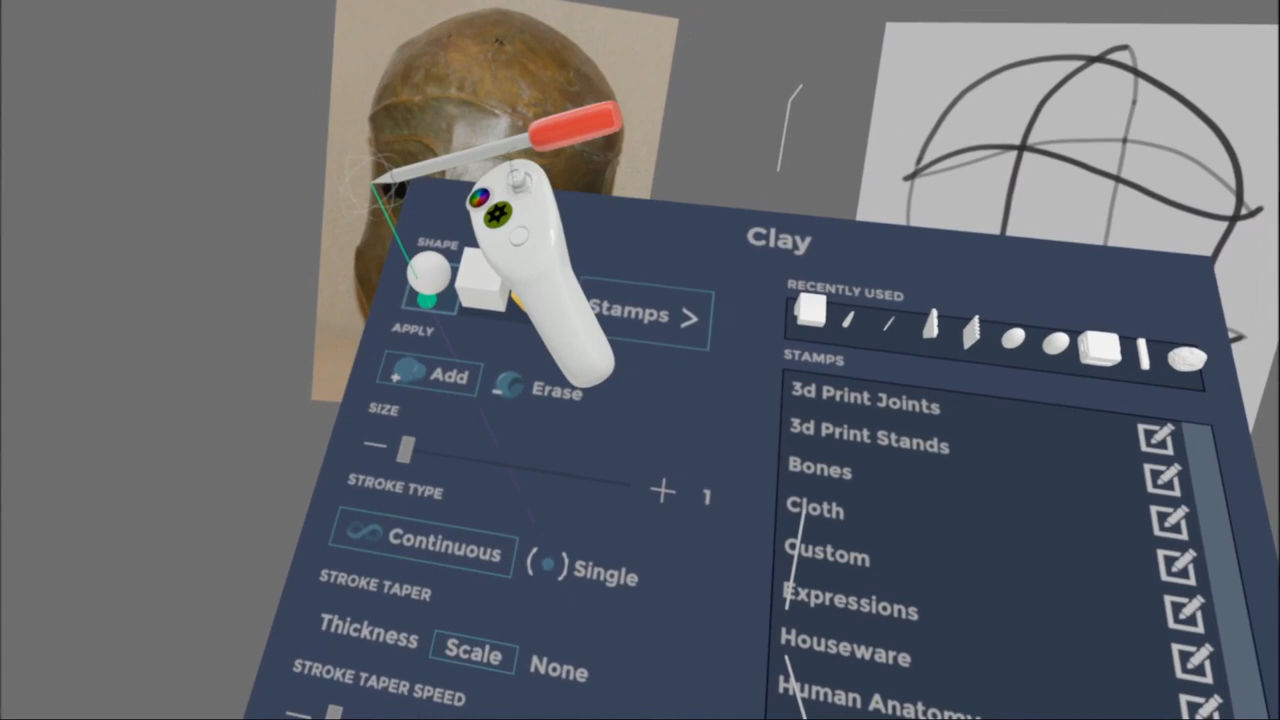 Clay
SHAPE
Stamps >
APPLY
Add
Erase
SIZE
1
STROKE TYPE
Continuous
Single
STROKE TAPER
Thickness
Scale
None
STROKE TAPER SPEED
RECENTLY USED
STAMPS
3d Print Joints
3d Print Stands
Bones
Cloth
Custom
Expressions
Houseware
Human Anatomy